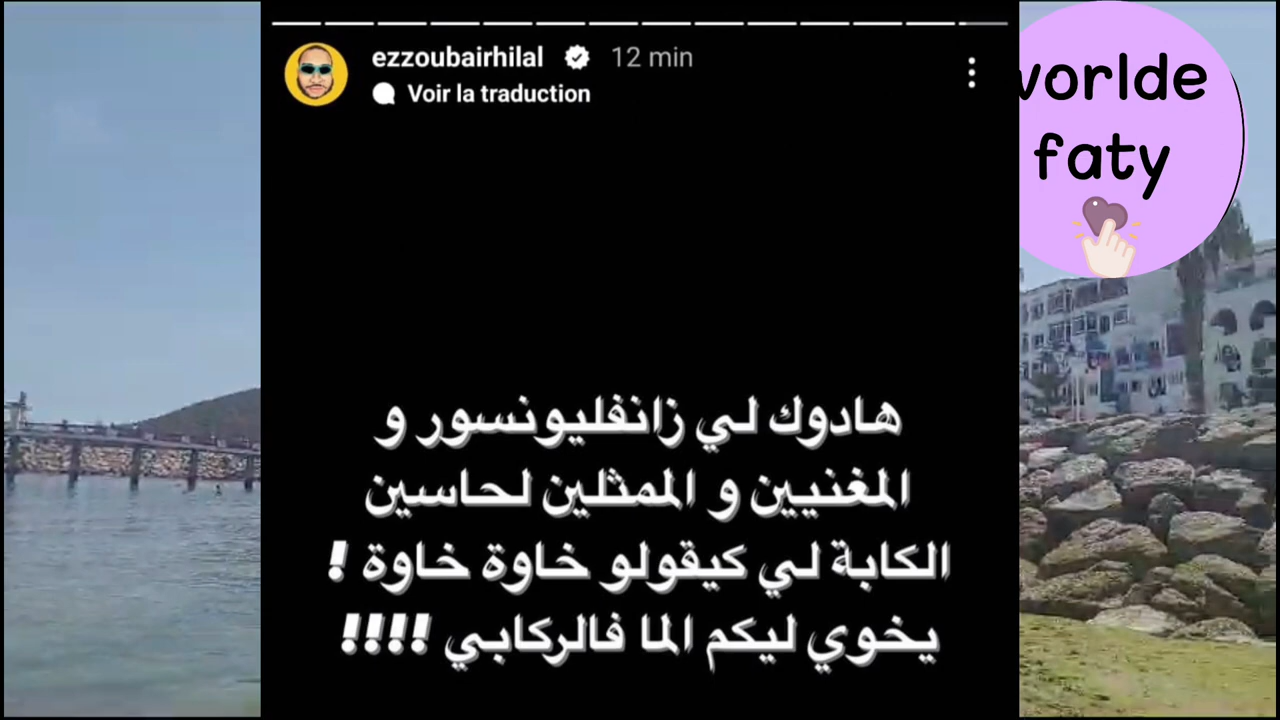 ezzoubairhilal 12 min
Voir la traduction
هادوك لي زانفليونسور و
المغنيين و الممثلين لحاسين
الكابة لي كيقولو خاوة خاوة !
يخوي ليكم الما فالركابي !!!!
vorlde
faty